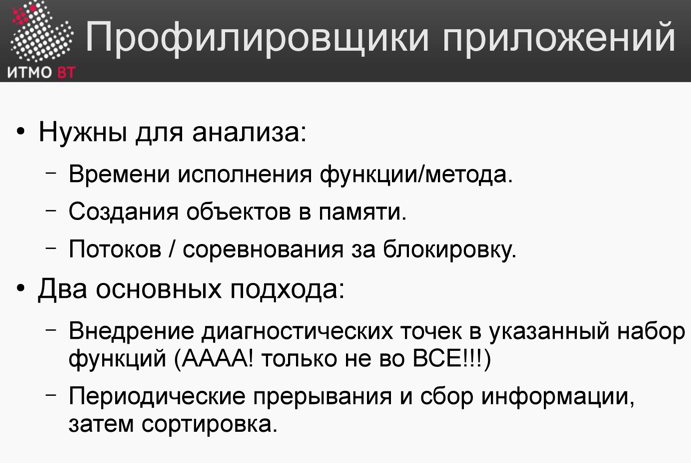 Профилировщики приложений
ИТМО ВТ
• Нужны для анализа:
– Времени исполнения функции/метода.
– Создания объектов в памяти.
– Потоков / соревнования за блокировку.
• Два основных подхода:
– Внедрение диагностических точек в указанный набор
функций (АААА! только не во ВСЕ!!!)
– Периодические прерывания и сбор информации,
затем сортировка.